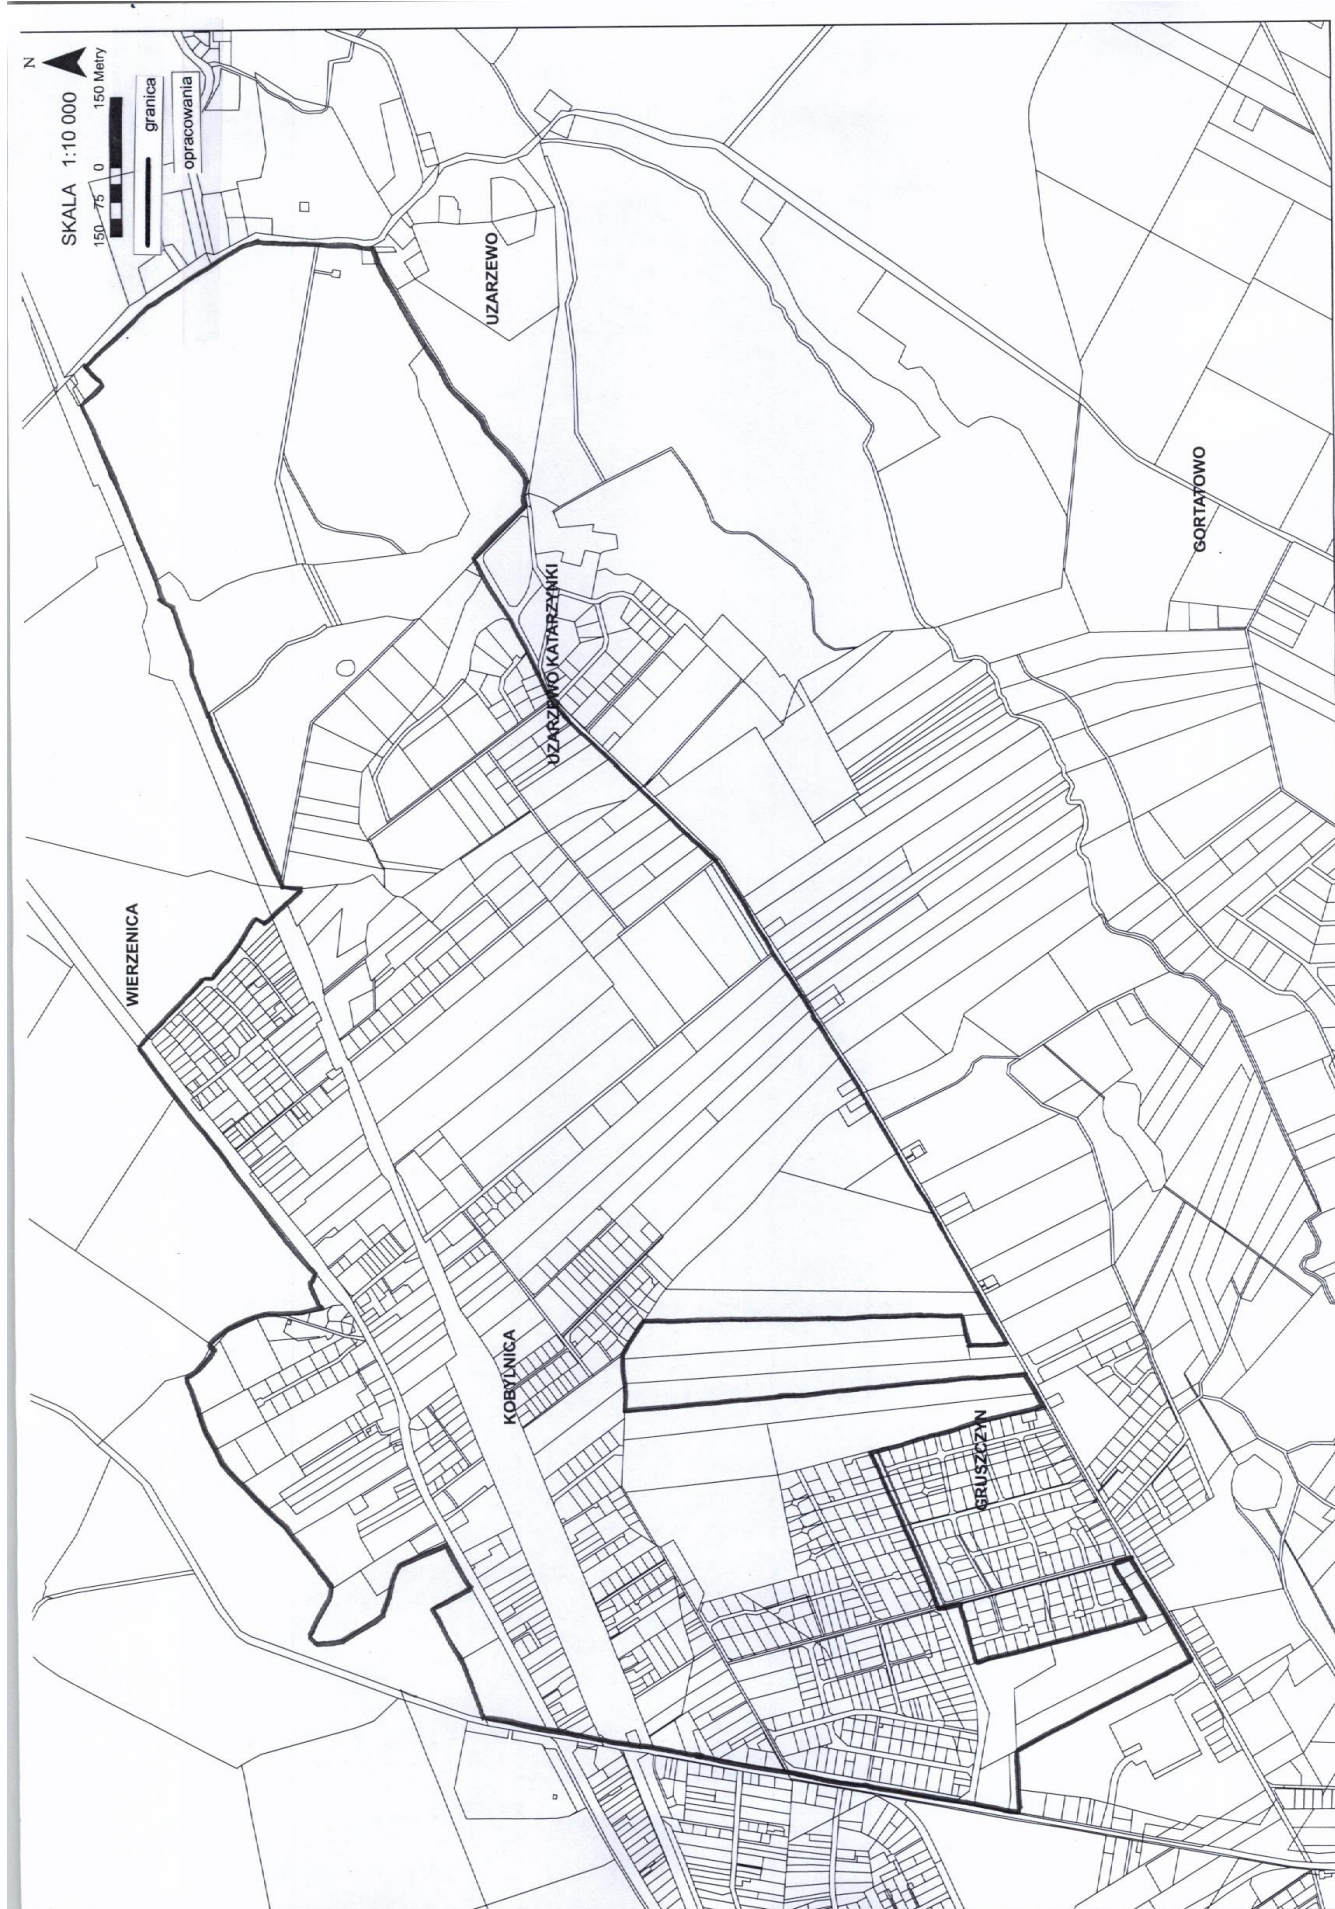 N
SKALA 1:10 000
150 75 0 150 Metry
granica
opracowania
WIERZENICA
UZARZEWO
UZARZEWO KATARZYNKI
GORTATOWO
KOBYLNICA
GRUSZCZYN